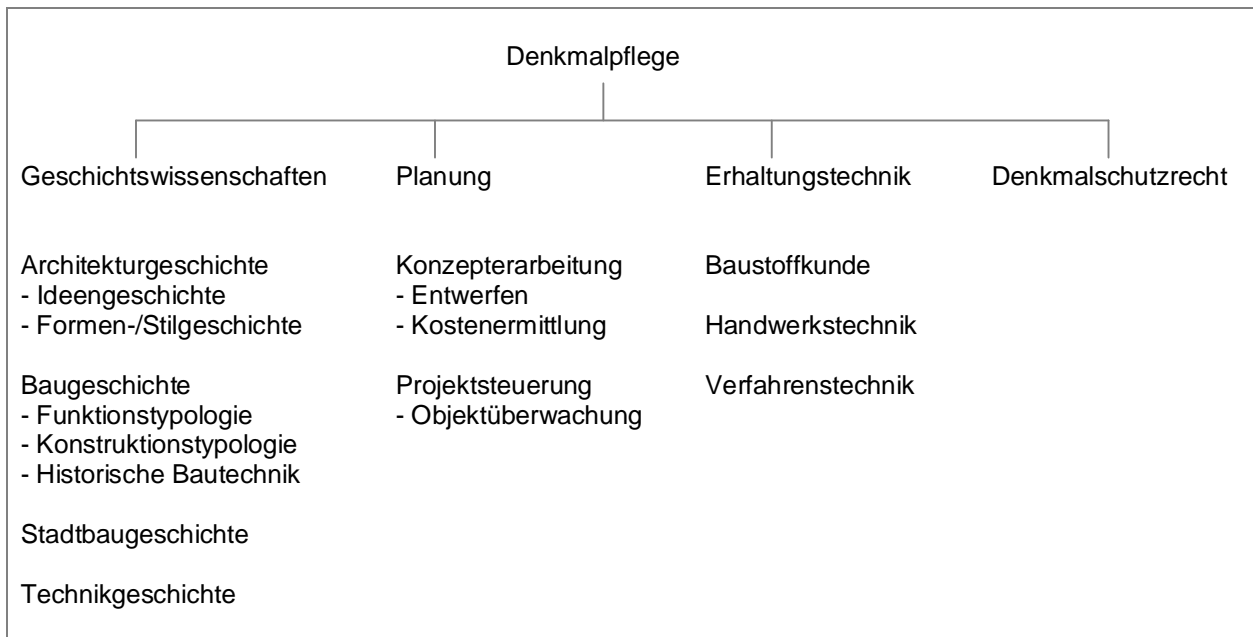 Denkmalpflege
Geschichtswissenschaften
Planung
Erhaltungstechnik
Denkmalschutzrecht
Architekturgeschichte
- Ideengeschichte
- Formen-/Stilgeschichte
Baugeschichte
- Funktionstypologie
- Konstruktionstypologie
- Historische Bautechnik
Stadtbaugeschichte
Technikgeschichte
Konzepterarbeitung
- Entwerfen
- Kostenermittlung
Projektsteuerung
- Objektüberwachung
Baustoffkunde
Handwerkstechnik
Verfahrenstechnik